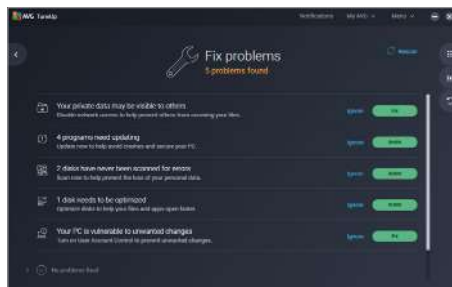 AVG TuneUp
Notifications My AVG Menu
Fix problems
5 problems found
Rescan
Your private data may be visible to others
Disable network access to help prevent others from accessing your files.
Ignore
4 programs need updating
Update now to help avoid crashes and secure your PC.
Ignore
2 disks have never been scanned for errors
Scan now to help prevent the loss of your personal data.
Ignore
1 disk needs to be optimized
Optimize disks to help your files and apps open faster.
Ignore
Your PC is vulnerable to unwanted changes
Turn on User Account Control to prevent unwanted changes.
Ignore Fix
No problems fixed